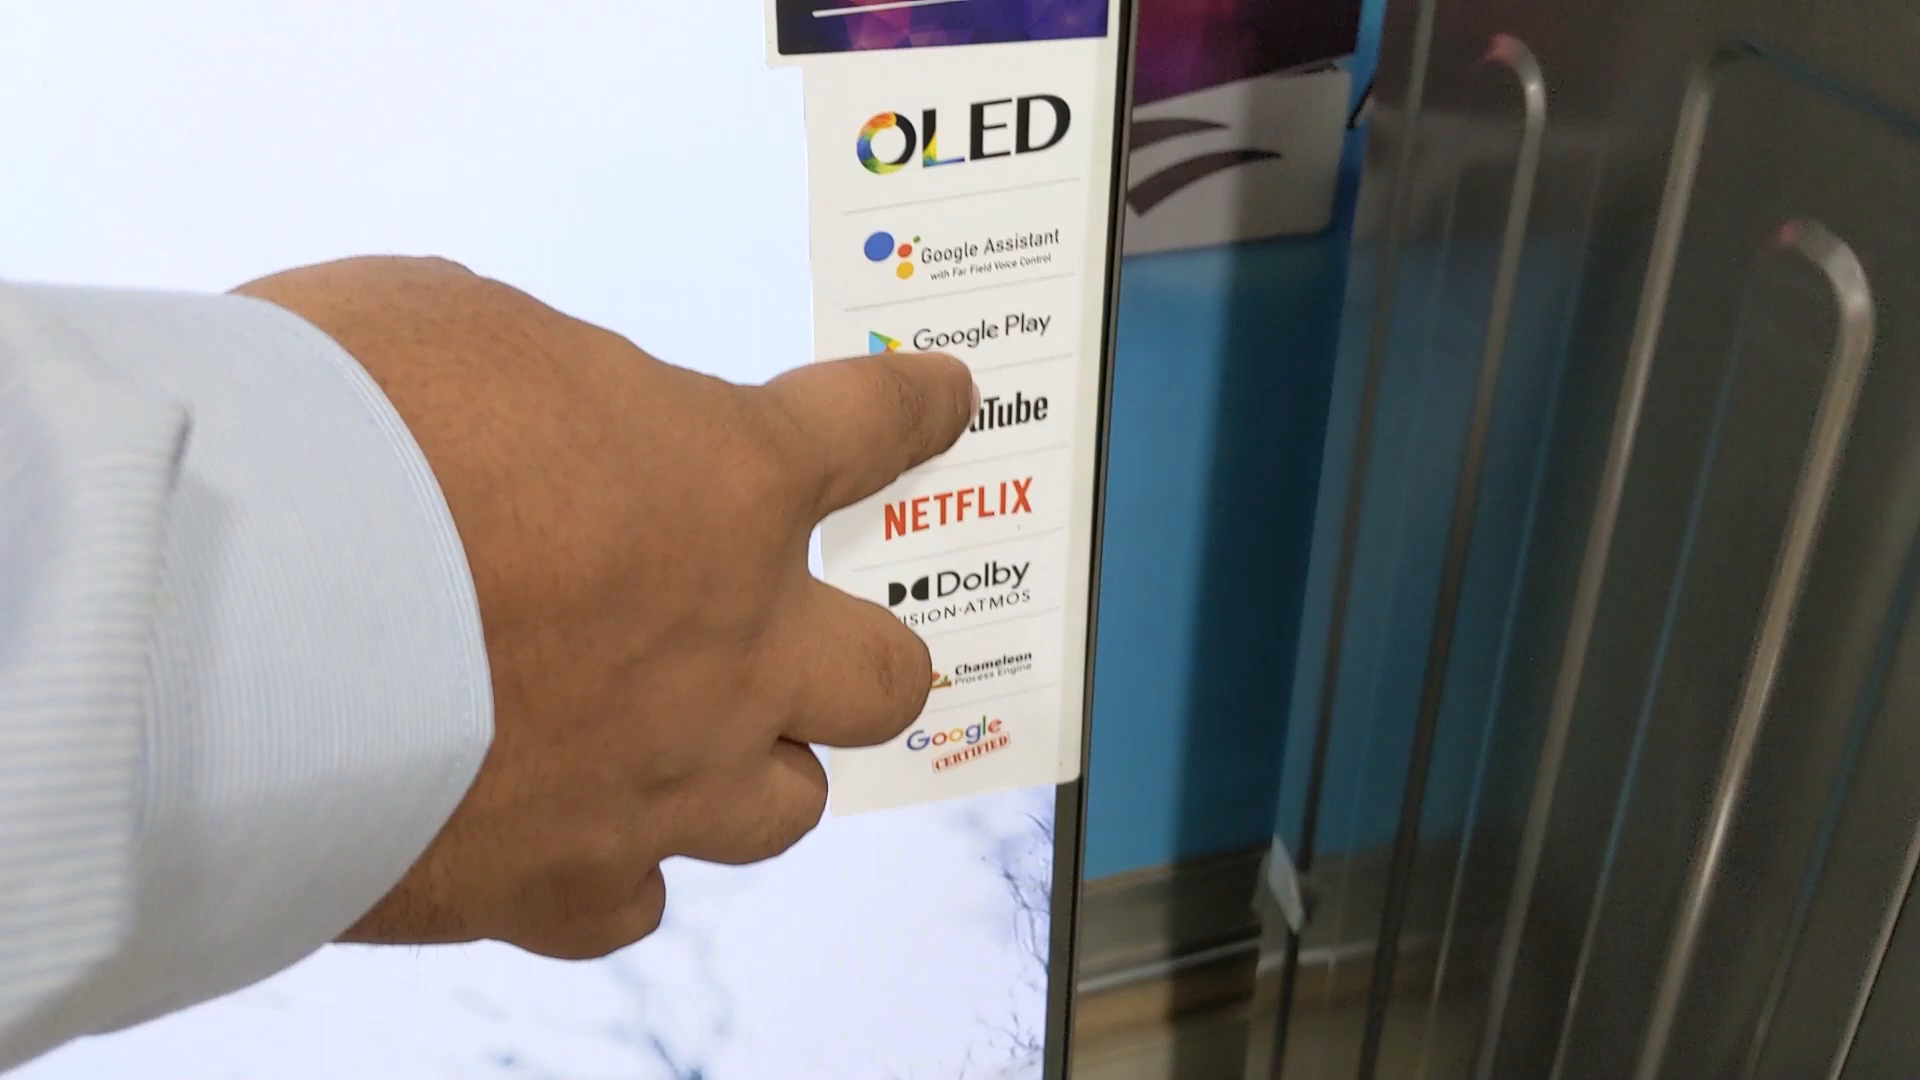 OLED
Google Assistant
with Far Field Voice Control
Google Play
uTube
NETFLIX
Dolby
ISION·ATMOS
Chameleon
Process Engine
Google
CERTIFIED